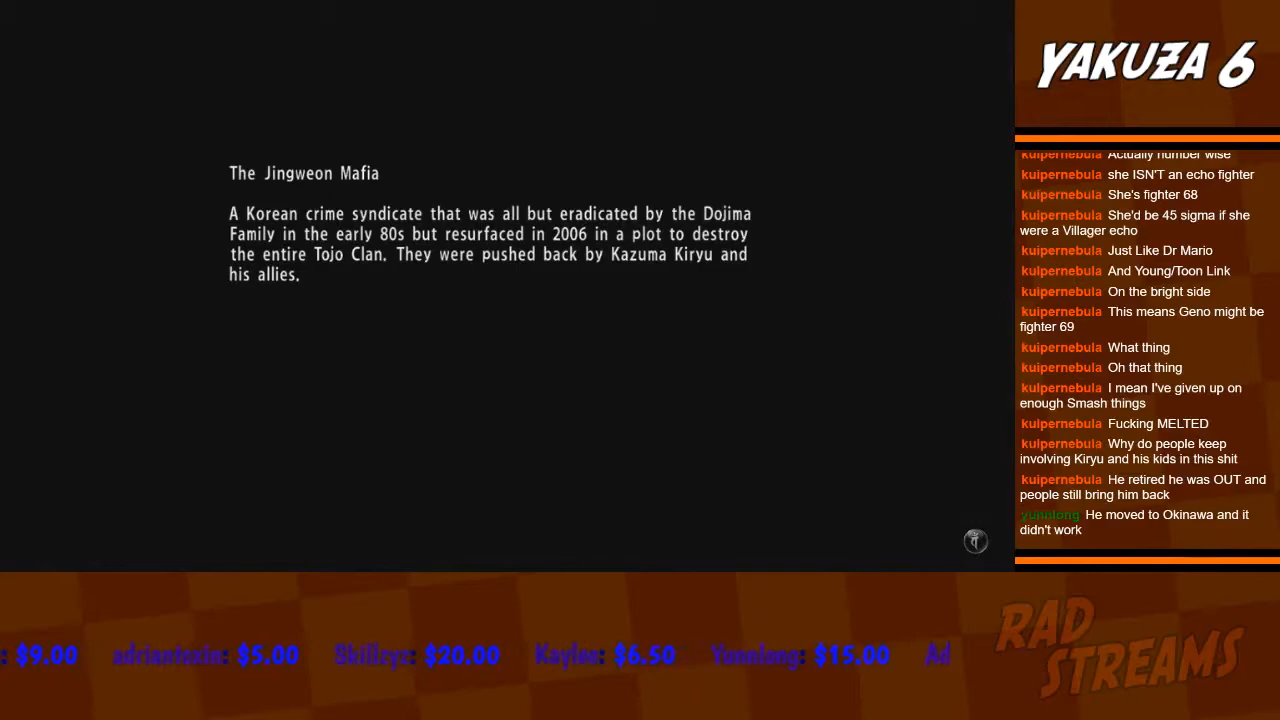 YAKUZA 6
The Jingweon Mafia
A Korean crime syndicate that was all but eradicated by the Dojima
Family in the early 80s but resurfaced in 2006 in a plot to destroy
the entire Tojo Clan. They were pushed back by Kazuma Kiryu and
his allies.
kuipernebula Actually number wise
kuipernebula she ISN'T an echo fighter
kuipernebula She's fighter 68
kuipernebula She'd be 45 sigma if she
were a Villager echo
kuipernebula Just Like Dr Mario
kuipernebula And Young/Toon Link
kuipernebula On the bright side
kuipernebula This means Geno might be
fighter 69
kuipernebula What thing
kuipernebula Oh that thing
kuipernebula I mean I've given up on
enough Smash things
kuipernebula Fucking MELTED
kuipernebula Why do people keep
involving Kiryu and his kids in this shit
kuipernebula He retired he was OUT and
people still bring him back
yunnlong He moved to Okinawa and it
didn't work
: $9.00 $5.00 $20.00 $6.50 Yunnlong: $15.00 Ad
RAD
STREAMS